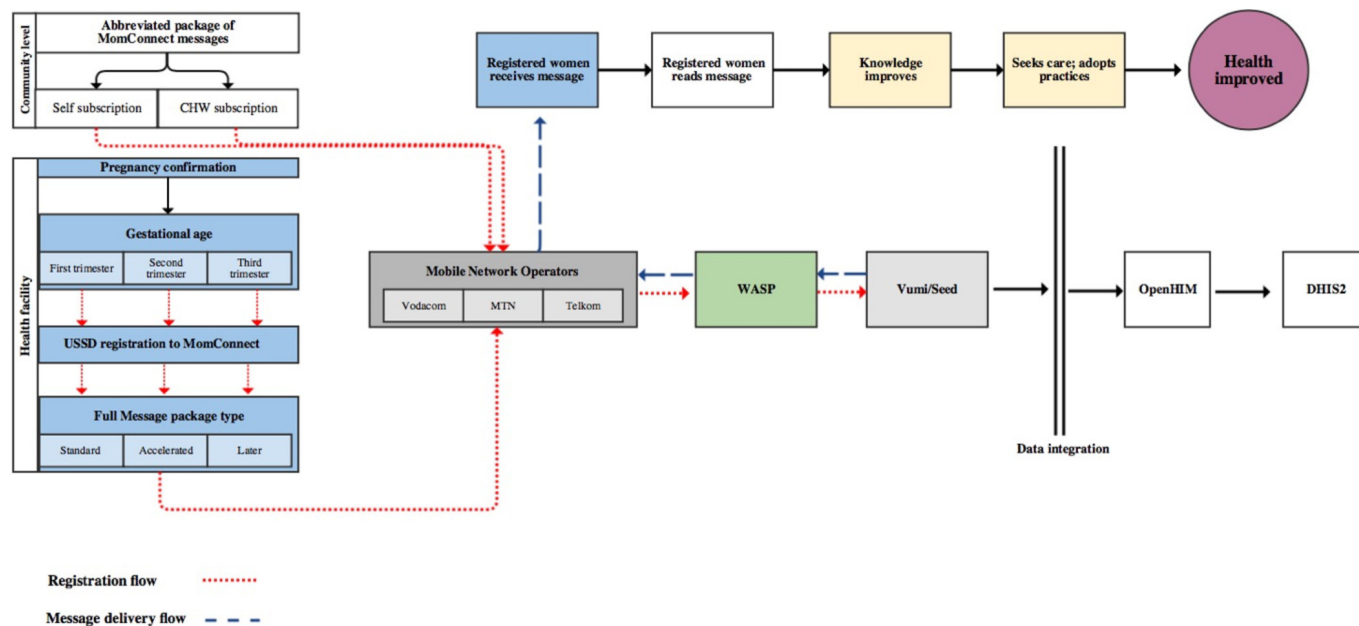 Community level
Abbreviated package of
MomConnect messages
Self subscription
CHW subscription
Health facility
Pregnancy confirmation
Gestational age
First trimester
Second
trimester
Third
trimester
USSD registration to MomConnect
Full Message package type
Standard
Accelerated
Later
Registered women
receives message
Registered women
reads message
Knowledge
improves
Seeks care; adopts
practices
Health
improved
Mobile Network Operators
Vodacom
MTN
Telkom
WASP
Vumi/Seed
OpenHIM
DHIS2
Data integration
Registration flow
Message delivery flow